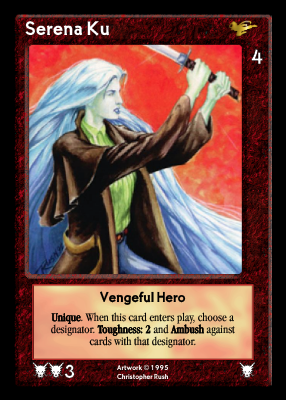 Serena Ku
4
Vengeful Hero
Unique. When this card enters play, choose a
designator. Toughness: 2 and Ambush against
cards with that designator.
3
Artwork © 1995
Christopher Rush